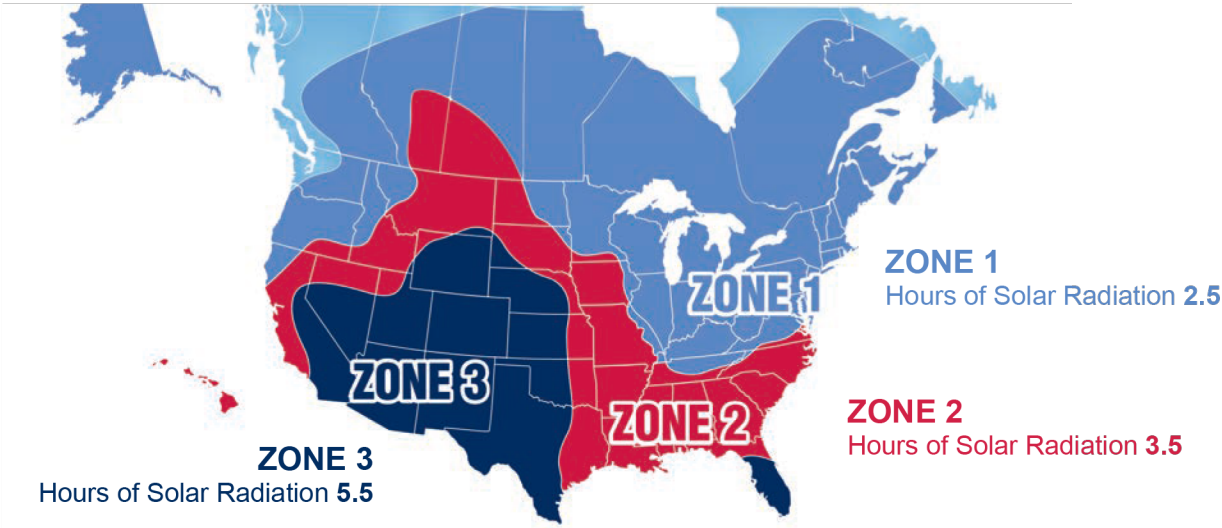 ZONE 1
ZONE 1
Hours of Solar Radiation 2.5
ZONE 3
ZONE 2
ZONE 2
Hours of Solar Radiation 3.5
ZONE 3
Hours of Solar Radiation 5.5